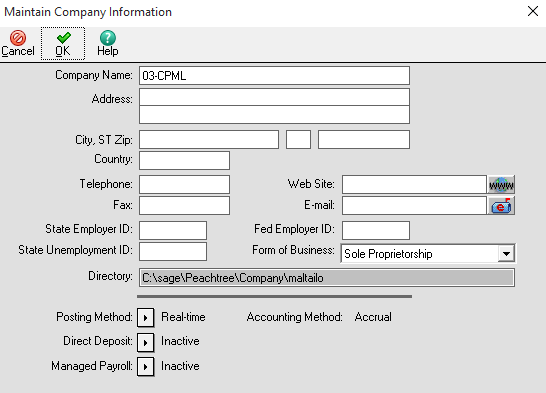 Maintain Company Information
Cancel OK Help
Company Name: 03-CPML
Address:
City, ST Zip:
Country:
Telephone: Web Site: WWW
Fax: E-mail:
State Employer ID: Fed Employer ID:
State Unemployment ID: Form of Business: Sole Proprietorship
Directory: C:\sage\Peachtree\Company\maltailo
Posting Method: Real-time Accounting Method: Accrual
Direct Deposit: Inactive
Managed Payroll: Inactive